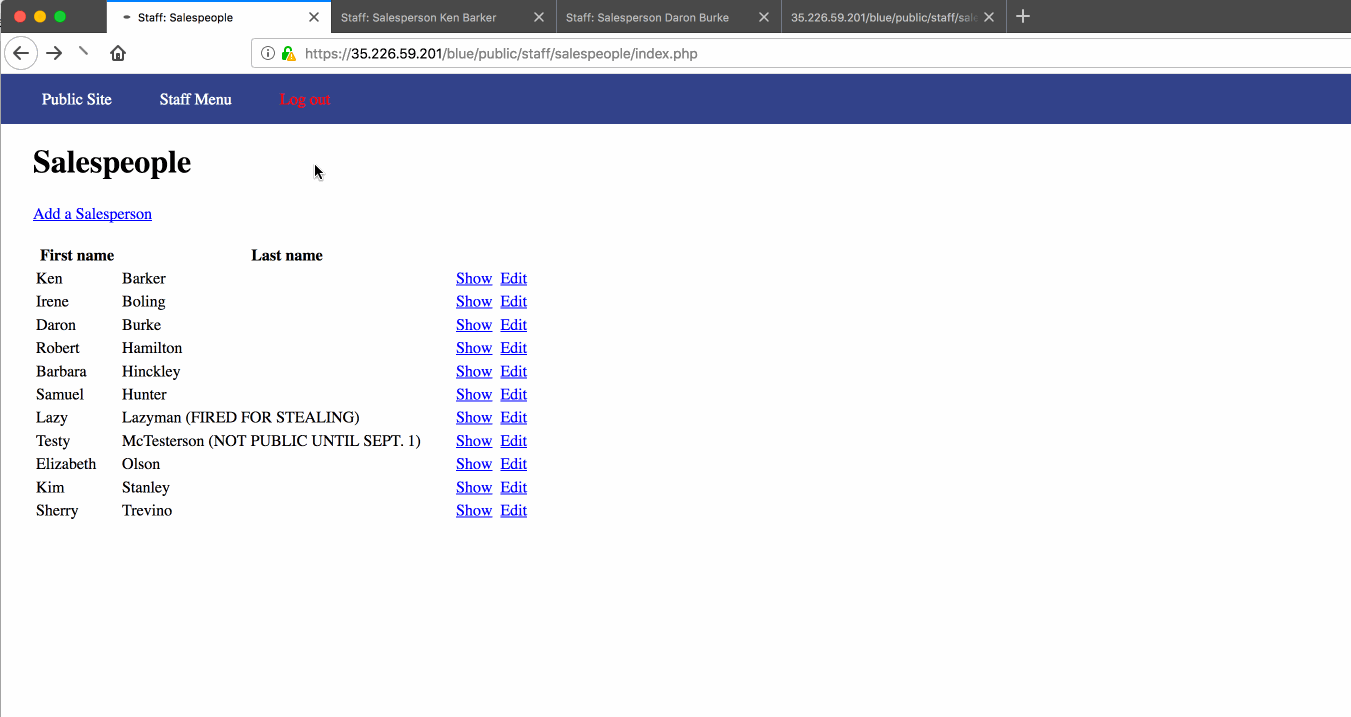 Staff: Salespeople
Staff: Salesperson Ken Barker
Staff: Salesperson Daron Burke
35.226.59.201/blue/public/staff/sale
https://35.226.59.201/blue/public/staff/salespeople/index.php
Public Site Staff Menu Log out
Salespeople
Add a Salesperson
First name Last name
Ken Barker Show Edit
Irene Boling Show Edit
Daron Burke Show Edit
Robert Hamilton Show Edit
Barbara Hinckley Show Edit
Samuel Hunter Show Edit
Lazy Lazyman (FIRED FOR STEALING) Show Edit
Testy McTesterson (NOT PUBLIC UNTIL SEPT. 1) Show Edit
Elizabeth Olson Show Edit
Kim Stanley Show Edit
Sherry Trevino Show Edit